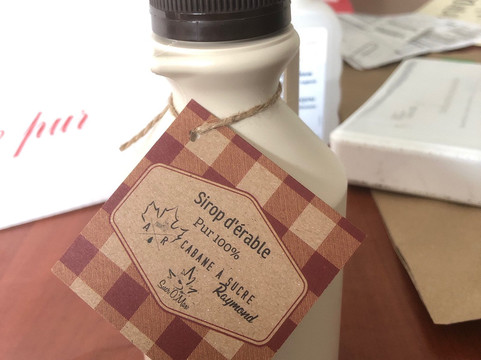 e pur
Sirop d'érable
Pur 100%
A R
CABANE À SUCRE
Raymond